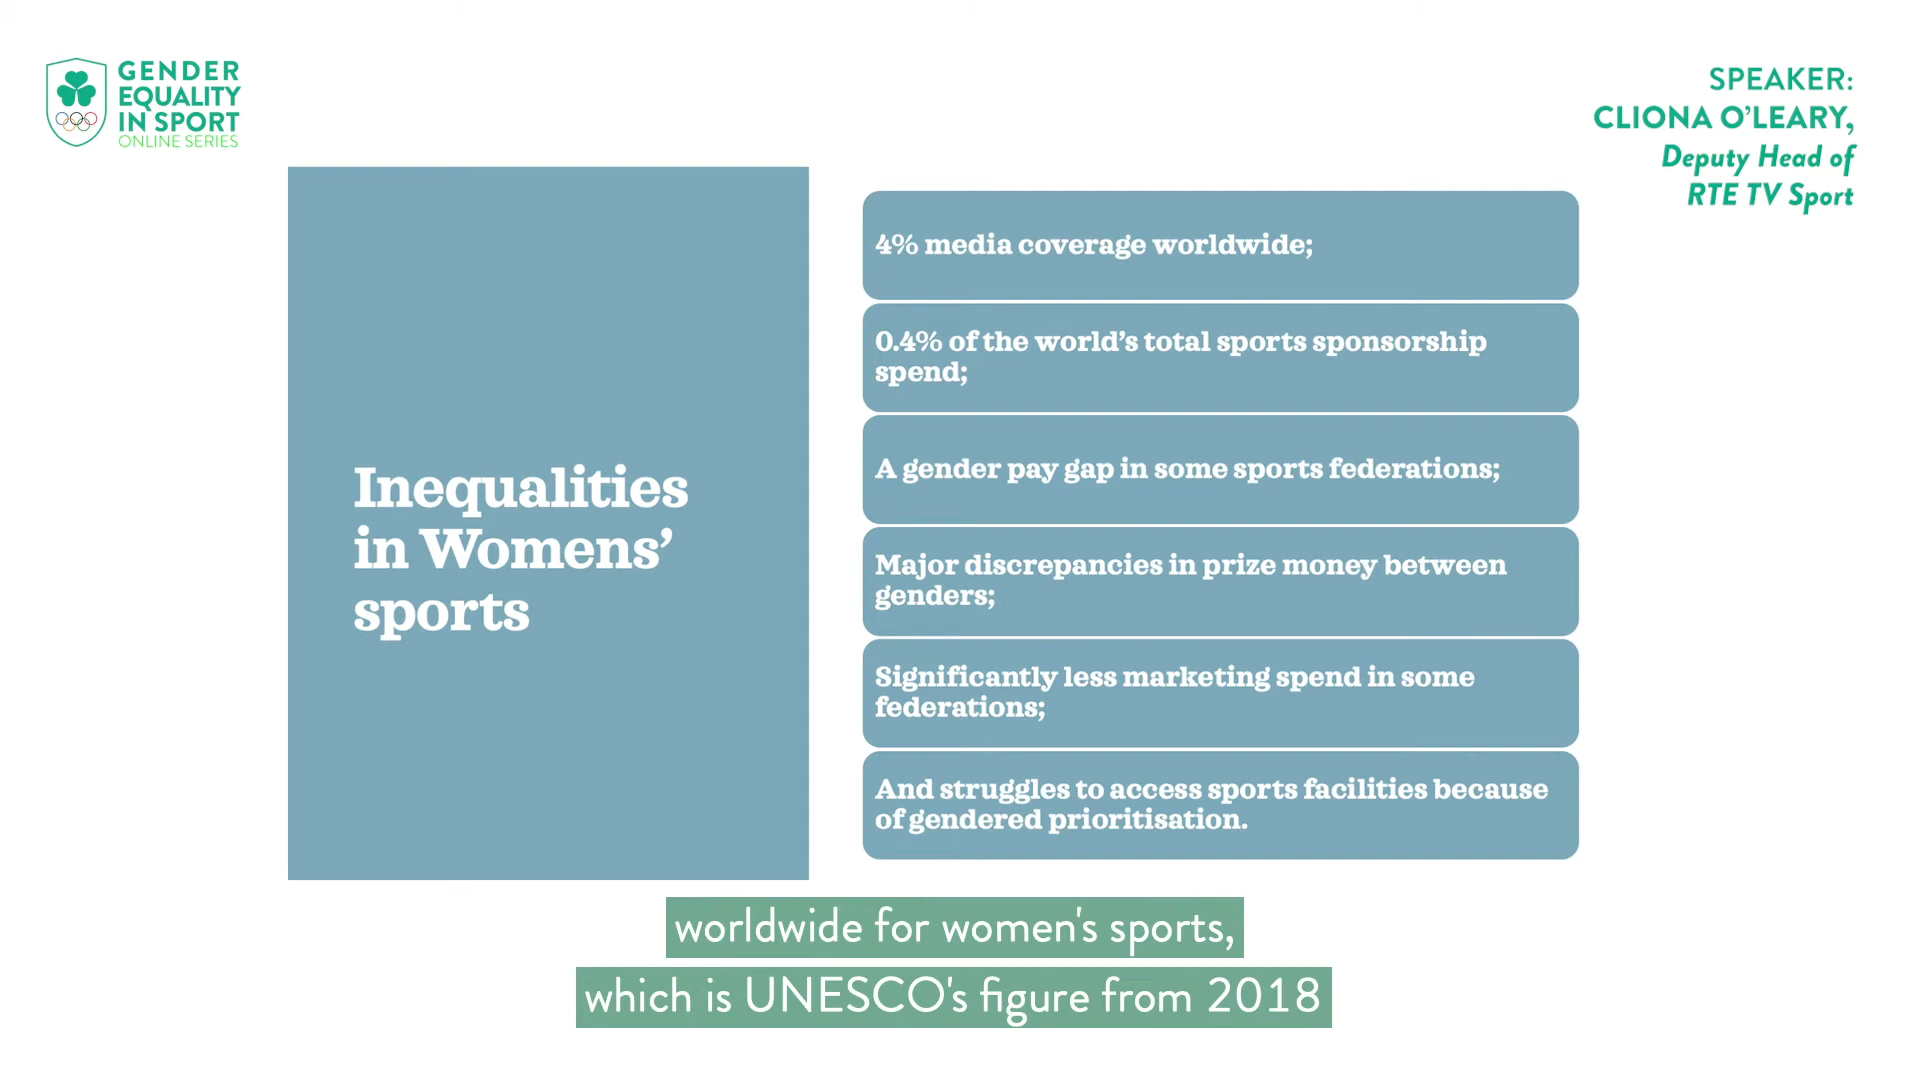 GENDER
EQUALITY
IN SPORT
ONLINE SERIES
SPEAKER:
CLIONA O'LEARY,
Deputy Head of
RTE TV Sport
Inequalities
in Womens’
sports
4% media coverage worldwide;
0.4% of the world’s total sports sponsorship
spend;
A gender pay gap in some sports federations;
Major discrepancies in prize money between
genders;
Significantly less marketing spend in some
federations;
And struggles to access sports facilities because
of gendered prioritisation.
worldwide for women's sports,
which is UNESCO's figure from 2018